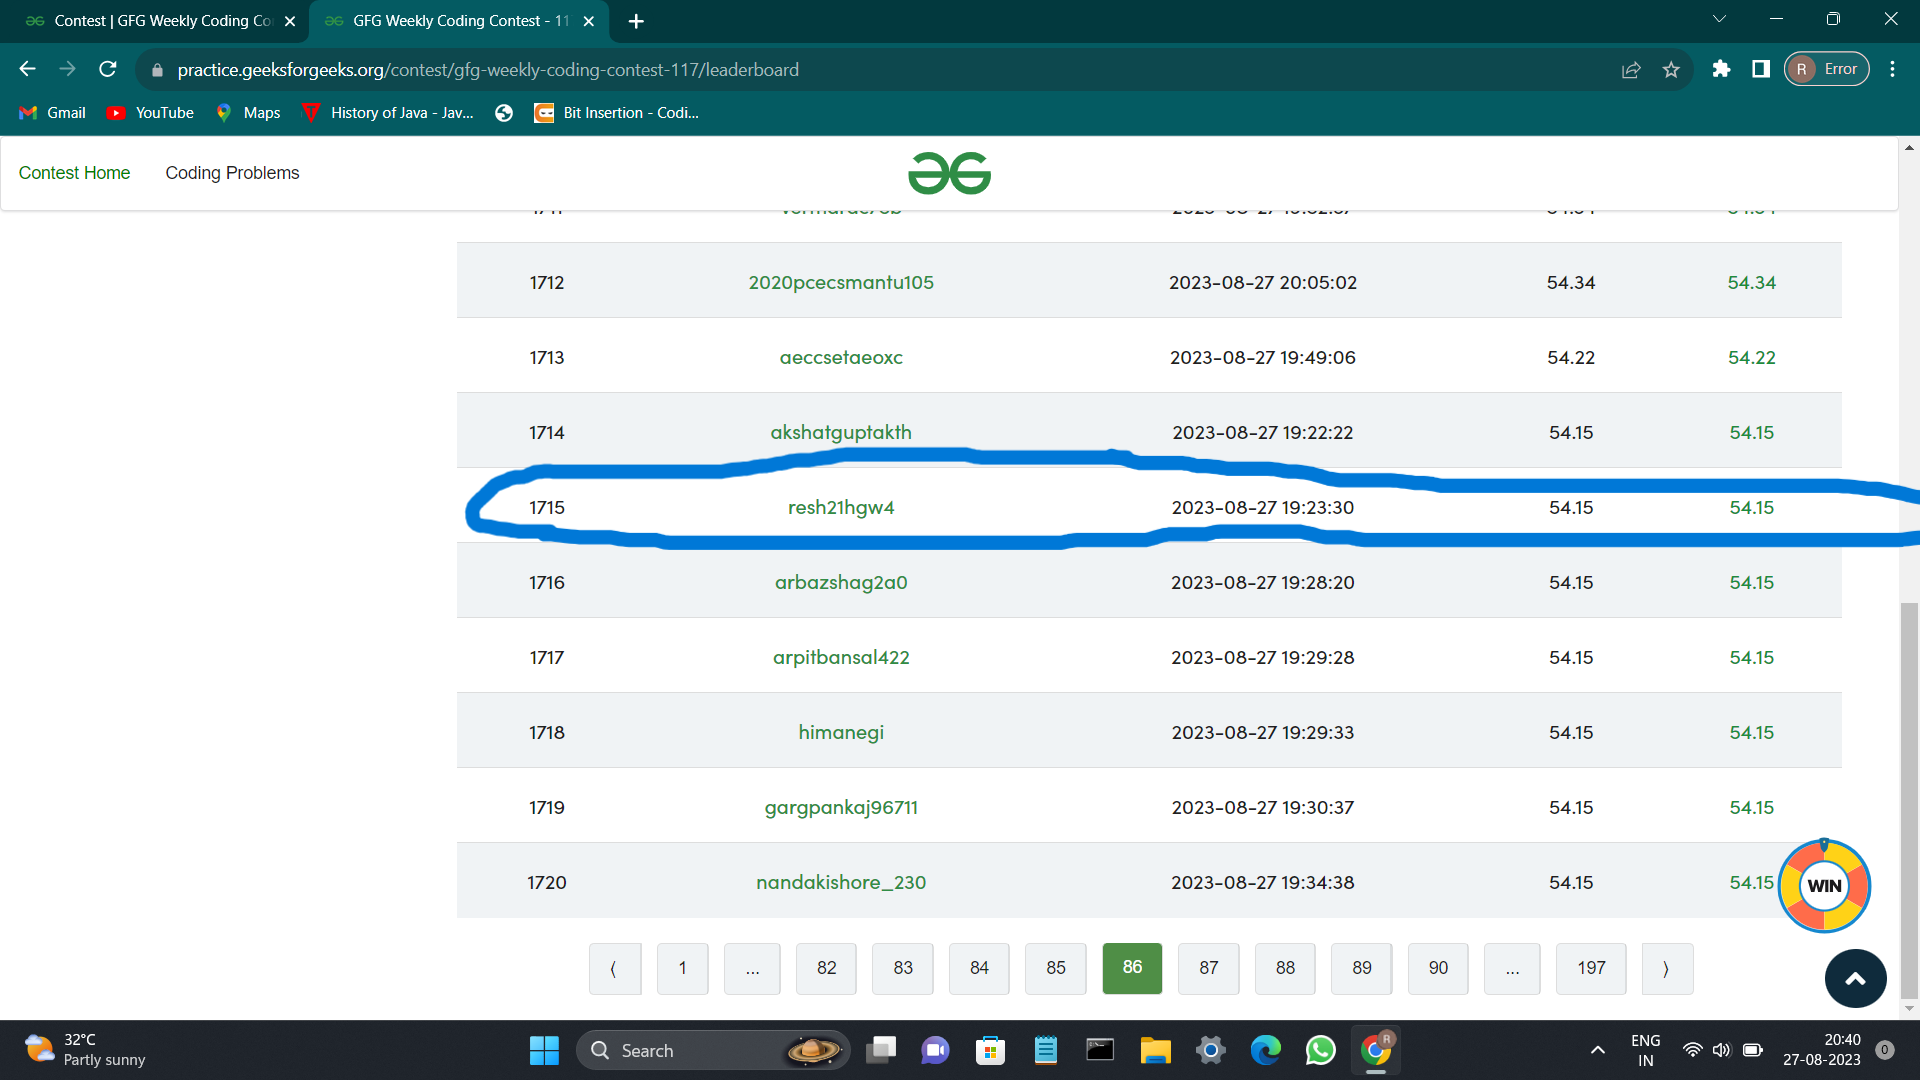 Contest | GFG Weekly Coding Co
GFG Weekly Coding Contest - 11
practice.geeksforgeeks.org/contest/gfg-weekly-coding-contest-117/leaderboard
R Error
Gmail YouTube Maps History of Java - Jav... Bit Insertion - Codi...
Contest Home Coding Problems
1712 2020pcecsmantu105 2023-08-27 20:05:02 54.34 54.34
1713 aeccsetaeoxc 2023-08-27 19:49:06 54.22 54.22
1714 akshatguptakth 2023-08-27 19:22:22 54.15 54.15
1715 resh21hgw4 2023-08-27 19:23:30 54.15 54.15
1716 arbazshag2a0 2023-08-27 19:28:20 54.15 54.15
1717 arpitbansal422 2023-08-27 19:29:28 54.15 54.15
1718 himanegi 2023-08-27 19:29:33 54.15 54.15
1719 gargpankaj96711 2023-08-27 19:30:37 54.15 54.15
1720 nandakishore_230 2023-08-27 19:34:38 54.15 54.15
WIN
⟨ 1 ... 82 83 84 85 86 87 88 89 90 ... 197 ⟩
32°C
Partly sunny
Search
R
ENG
IN
20:40
27-08-2023
0